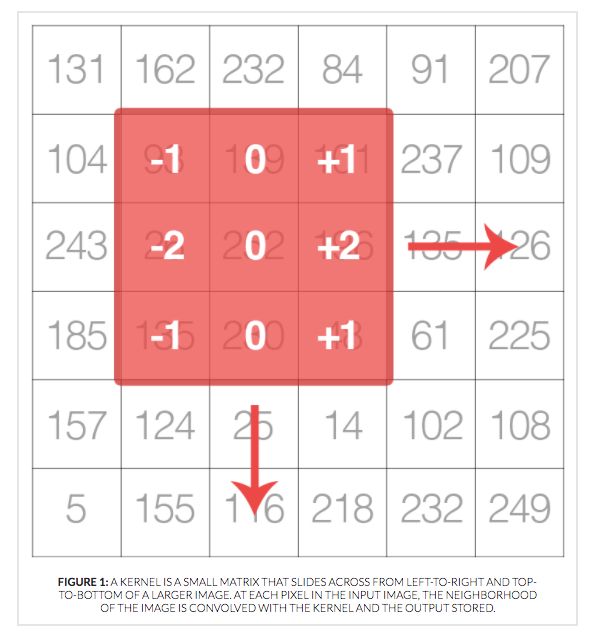 131 162 232 84 91 207
104 -1 0 +1 237 109
243 -2 0 +2 135 126
185 -1 0 +1 61 225
157 124 25 14 102 108
5 155 116 218 232 249
FIGURE 1: A KERNEL IS A SMALL MATRIX THAT SLIDES ACROSS FROM LEFT-TO-RIGHT AND TOP-
TO-BOTTOM OF A LARGER IMAGE. AT EACH PIXEL IN THE INPUT IMAGE, THE NEIGHBORHOOD
OF THE IMAGE IS CONVOLVED WITH THE KERNEL AND THE OUTPUT STORED.